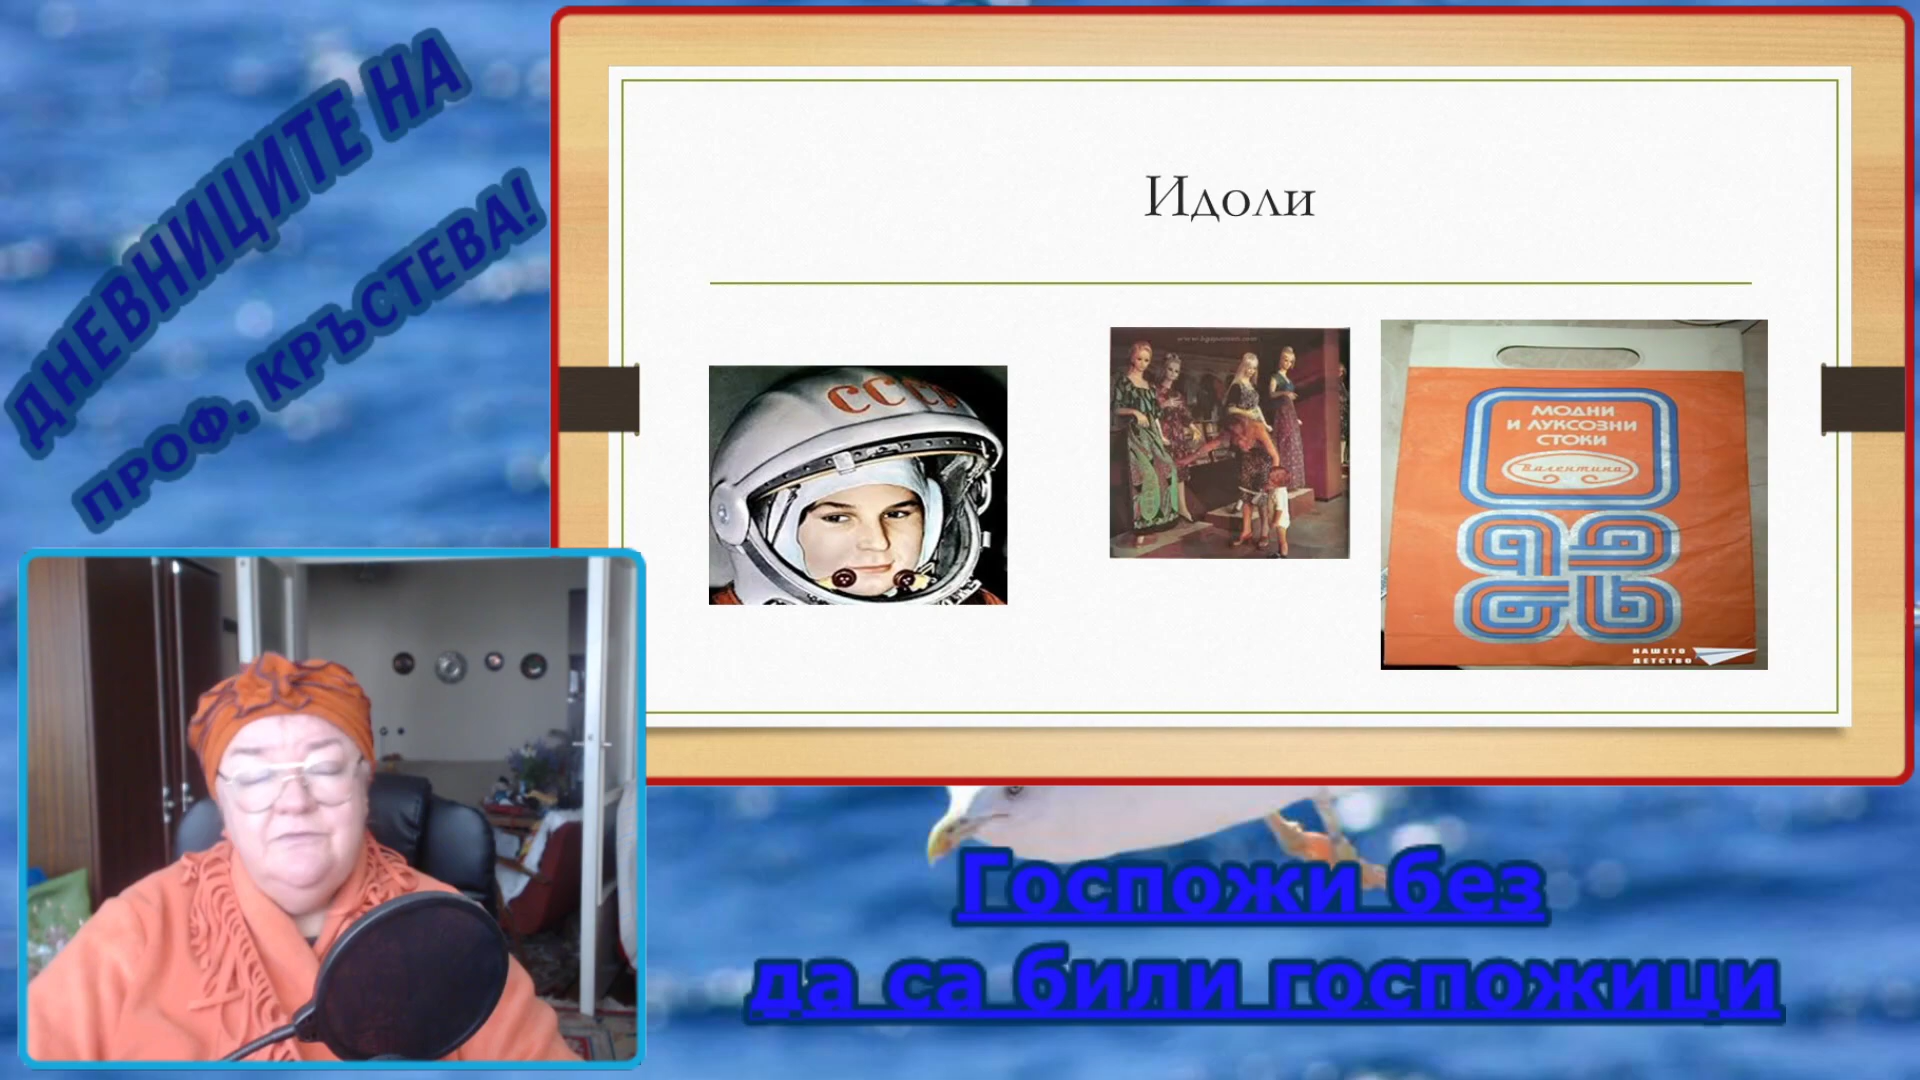 ДНЕВНИЦИТЕ НА
ПРОФ. КРЪСТЕВА!
Идоли
СССР
МОДНИ
И ЛУКСОЗНИ
СТОКИ
Валентина
НАШЕТО
ДЕТСТВО
Госпожи без
да са били госпожици